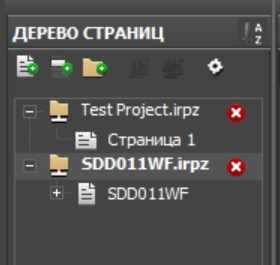 ДЕРЕВО СТРАНИЦ
A
Z
Test Project.irpz
Страница 1
SDD011WF.irpz
SDD011WF